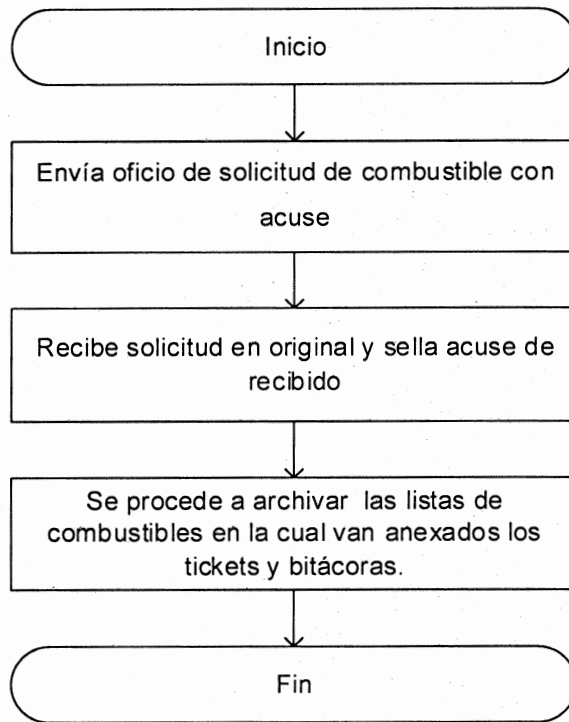 Inicio
Envía oficio de solicitud de combustible con
acuse
Recibe solicitud en original y sella acuse de
recibido
Se procede a archivar las listas de
combustibles en la cual van anexados los
tickets y bitácoras.
Fin